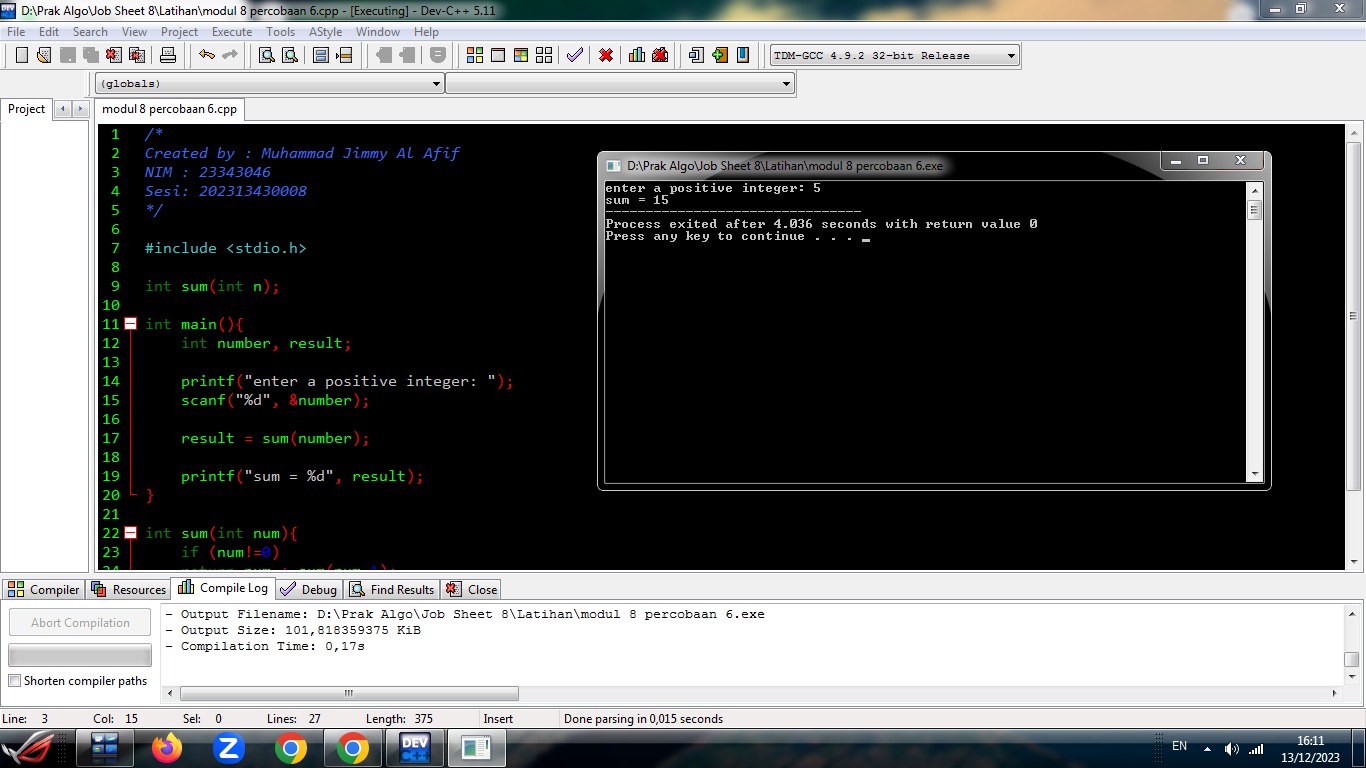 D:\Prak Algo\Job Sheet 8\Latihan\modul 8 percobaan 6.cpp - [Executing] - Dev-C++ 5.11
File Edit Search View Project Execute Tools AStyle Window Help
TDM-GCC 4.9.2 32-bit Release
(globals)
Project
modul 8 percobaan 6.cpp
1 /*
2 Created by : Muhammad Jimmy Al Afif
3 NIM : 23343046
4 Sesi: 202313430008
5 */
6
7 #include <stdio.h>
8
9 int sum(int n);
10
11 int main(){
12 int number, result;
13
14 printf("enter a positive integer: ");
15 scanf("%d", &number);
16
17 result = sum(number);
18
19 printf("sum = %d", result);
20 }
21
22 int sum(int num){
23 if (num!=0)
D:\Prak Algo\Job Sheet 8\Latihan\modul 8 percobaan 6.exe
enter a positive integer: 5
sum = 15
--------------------------------
Process exited after 4.036 seconds with return value 0
Press any key to continue . . .
Compiler Resources Compile Log Debug Find Results Close
Abort Compilation
Shorten compiler paths
- Output Filename: D:\Prak Algo\Job Sheet 8\Latihan\modul 8 percobaan 6.exe
- Output Size: 101,818359375 KiB
- Compilation Time: 0,17s
Line: 3 Col: 15 Sel: 0 Lines: 27 Length: 375 Insert Done parsing in 0,015 seconds
DEV C++
EN
16:11
13/12/2023